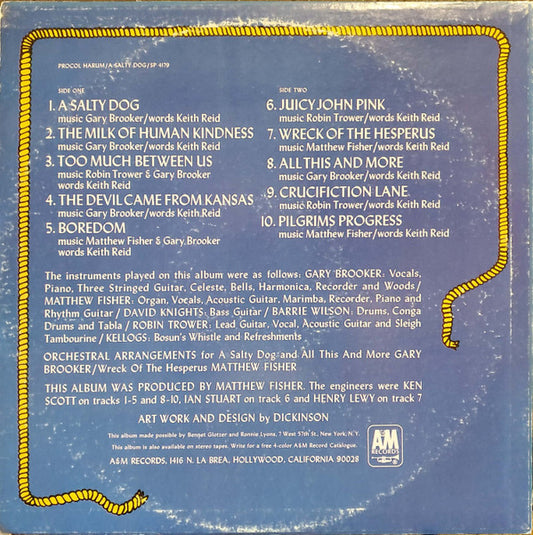 PROCOL HARUM/A SALTY DOG/SP-4179
SIDE ONE
1. A SALTY DOG
music Gary Brooker/words Keith Reid
2. THE MILK OF HUMAN KINDNESS
music Gary Brooker/words Keith Reid
3. TOO MUCH BETWEEN US
music Robin Trower & Gary Brooker
words Keith Reid
4. THE DEVIL CAME FROM KANSAS
music Gary Brooker/words Keith Reid
5. BOREDOM
music Matthew Fisher & Gary Brooker
words Keith Reid
SIDE TWO
6. JUICY JOHN PINK
music Robin Trower/words Keith Reid
7. WRECK OF THE HESPERUS
music Matthew Fisher/words Keith Reid
8. ALL THIS AND MORE
music Gary Brooker/words Keith Reid
9. CRUCIFICTION LANE
music Robin Trower/words Keith Reid
10. PILGRIMS PROGRESS
music Matthew Fisher/words Keith Reid
The instruments played on this album were as follows: GARY BROOKER: Vocals,
Piano, Three Stringed Guitar, Celeste, Bells, Harmonica, Recorder and Woods/
MATTHEW FISHER: Organ, Vocals, Acoustic Guitar, Marimba, Recorder, Piano and
Rhythm Guitar/DAVID KNIGHTS: Bass Guitar/BARRIE WILSON: Drums, Conga
Drums and Tabla/ROBIN TROWER: Lead Guitar, Vocal, Acoustic Guitar and Sleigh
Tambourine/KELLOGS: Bosun's Whistle and Refreshments
ORCHESTRAL ARRANGEMENTS for A Salty Dog and All This And More GARY
BROOKER/Wreck Of The Hesperus MATTHEW FISHER
THIS ALBUM WAS PRODUCED BY MATTHEW FISHER. The engineers were KEN
SCOTT on tracks 1-5 and 8-10, IAN STUART on track 6 and HENRY LEWY on track 7
ART WORK AND DESIGN by DICKINSON
This album made possible by Bennet Glotzer and Ronnie Lyons, 7 West 57th St., New York, N.Y.
This album is also available on stereo tapes. Write for a free 4-color A&M Record Catalogue.
A&M RECORDS, 1416 N. LA BREA, HOLLYWOOD, CALIFORNIA 90028
A&M
RECORDS